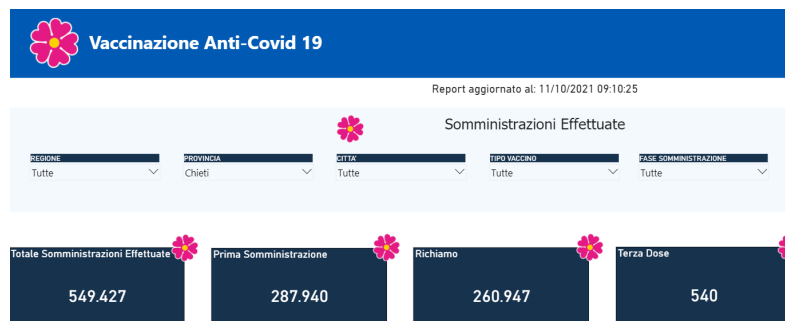 Vaccinazione Anti-Covid 19
Report aggiornato al: 11/10/2021 09:10:25
Somministrazioni Effettuate
REGIONE PROVINCIA CITTA' TIPO VACCINO FASE SOMMINISTRAZIONE
Tutte Chieti Tutte Tutte Tutte
Totale Somministrazioni Effettuate Prima Somministrazione Richiamo Terza Dose
549.427 287.940 260.947 540